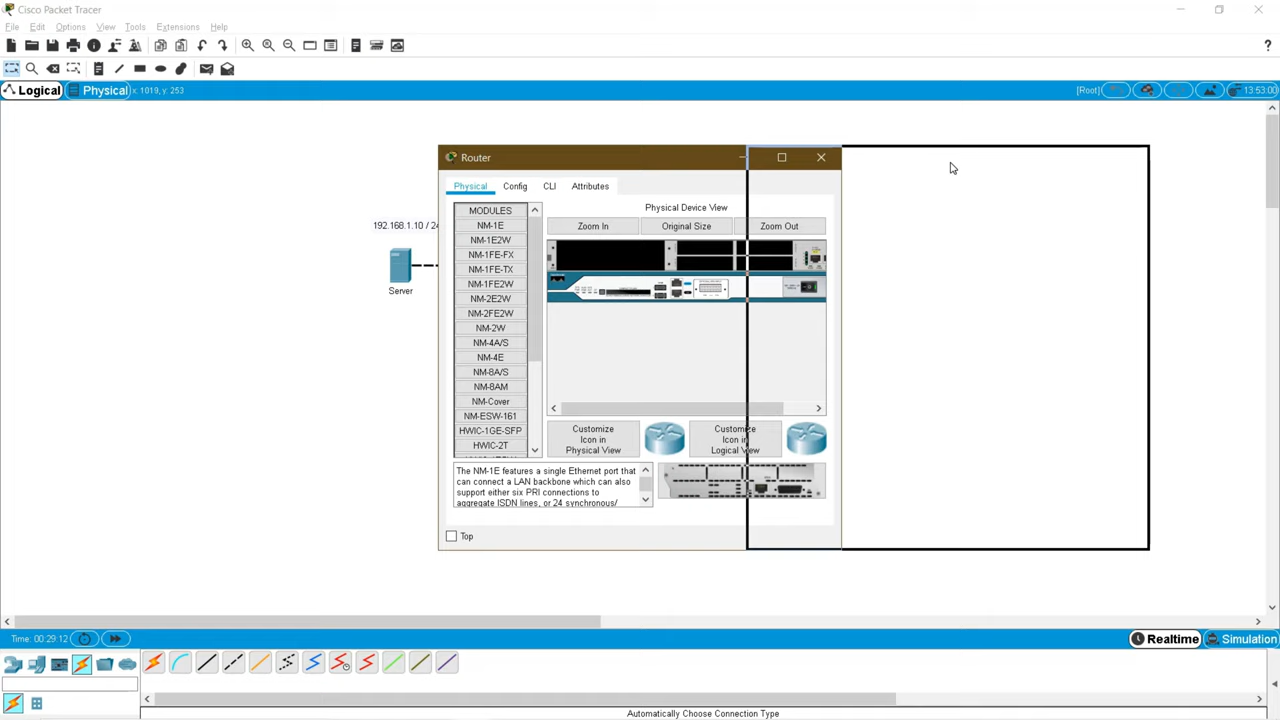 Cisco Packet Tracer
File Edit Options View Tools Extensions Help
?
Logical Physical x: 1019, y: 253 [Root] 13:53:00
Router
Physical Config CLI Attributes
MODULES
NM-1E
NM-1E2W
NM-1FE-FX
NM-1FE-TX
NM-1FE2W
NM-2E2W
NM-2FE2W
NM-2W
NM-4A/S
NM-4E
NM-8A/S
NM-8AM
NM-Cover
NM-ESW-161
HWIC-1GE-SFP
HWIC-2T
Physical Device View
Zoom In Original Size Zoom Out
192.168.1.10 / 24
Server
Customize
Icon in
Physical View
Customize
Icon in
Logical View
The NM-1E features a single Ethernet port that
can connect a LAN backbone which can also
support either six PRI connections to
aggregate ISDN lines, or 24 synchronous/
Top
Time: 00:29:12 Realtime Simulation
Automatically Choose Connection Type